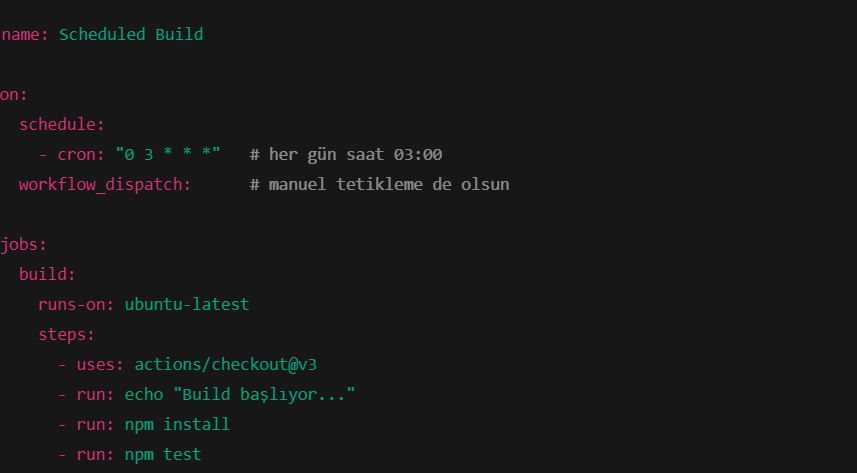 name: Scheduled Build
on:
  schedule:
    - cron: "0 3 * * *"   # her gün saat 03:00
  workflow_dispatch:      # manuel tetikleme de olsun
jobs:
  build:
    runs-on: ubuntu-latest
    steps:
      - uses: actions/checkout@v3
      - run: echo "Build başlıyor..."
      - run: npm install
      - run: npm test